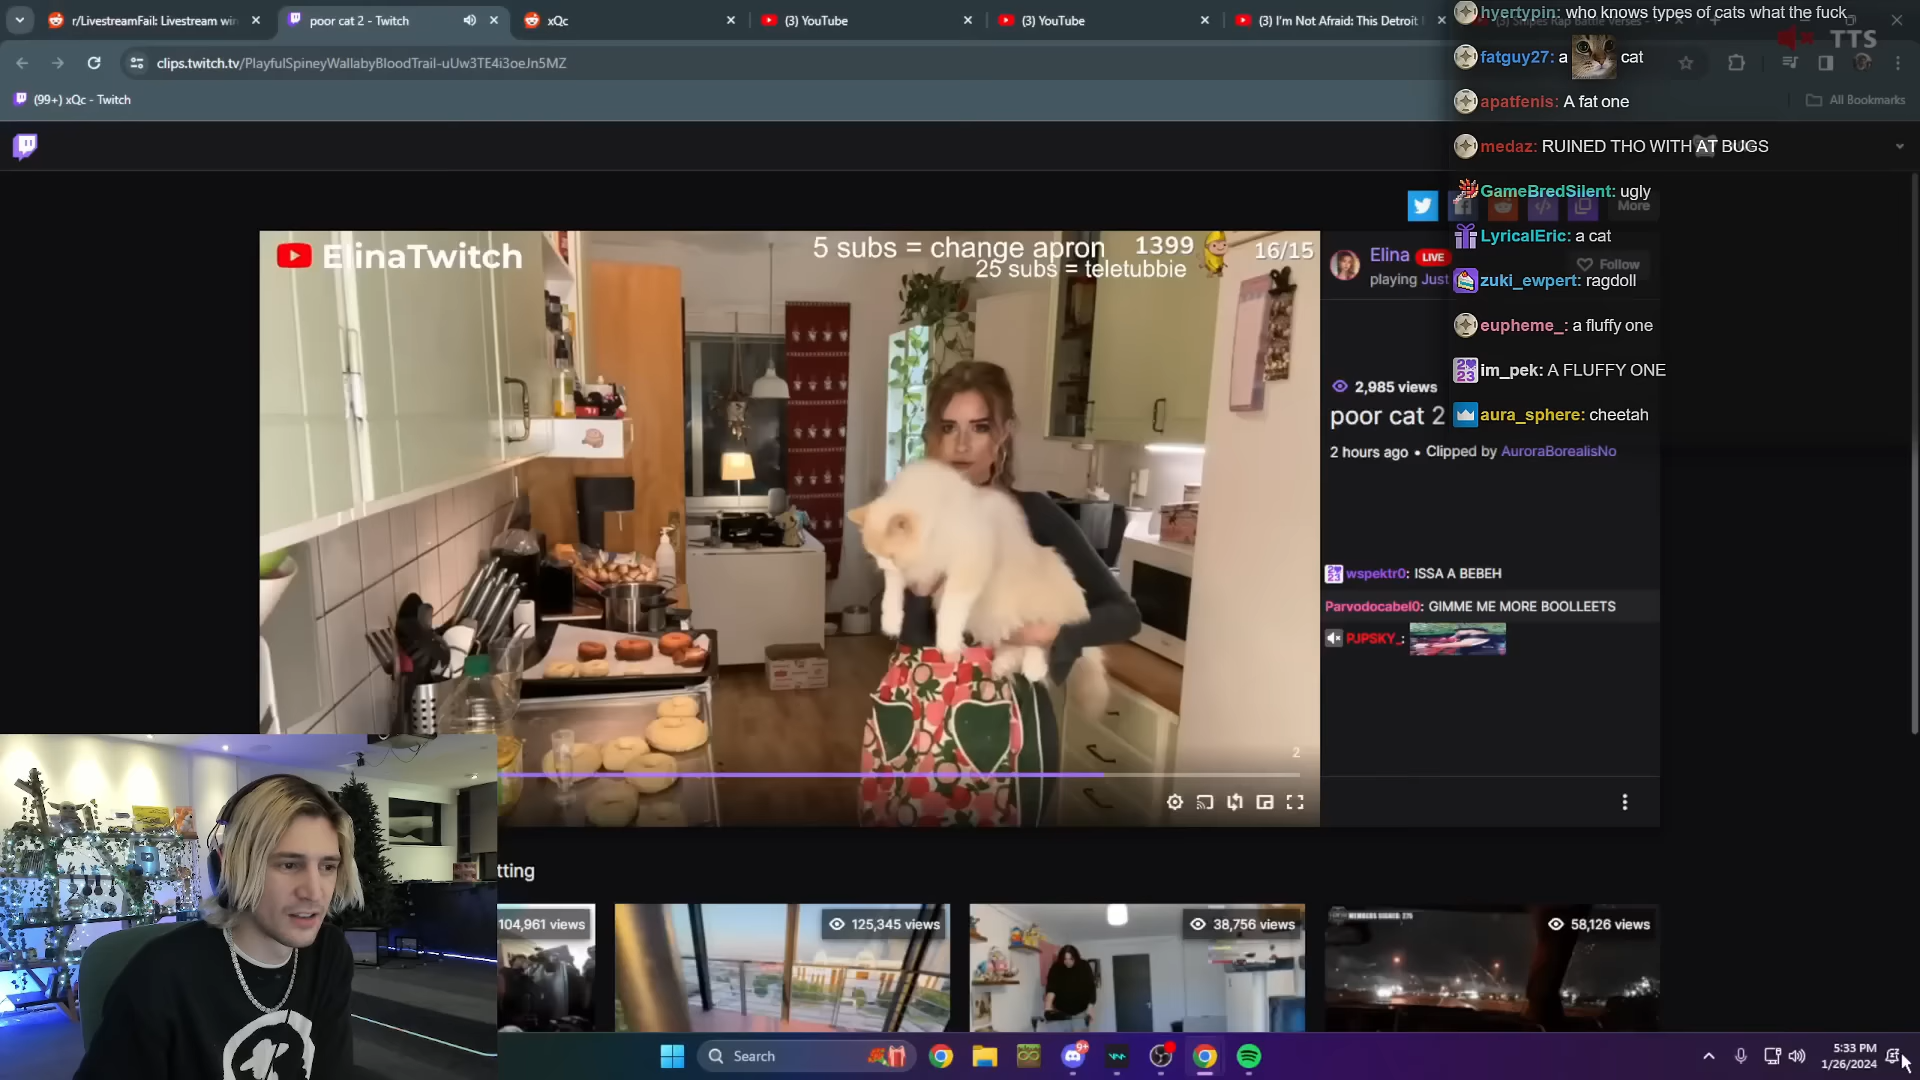 r/LivestreamFail: Livestream win
poor cat 2 - Twitch
xQc
(3) YouTube
(3) YouTube
(3) I'm Not Afraid: This Detroit
clips.twitch.tv/PlayfulSpineyWallabyBloodTrail-uUw3TE4i3oeJn5MZ
(99+) xQc - Twitch
All Bookmarks
TTS
hyertypin: who knows types of cats what the fuck
fatguy27: a cat
apatfenis: A fat one
medaz: RUINED THO WITH AT BUGS
GameBredSilent: ugly
LyricalEric: a cat
zuki_ewpert: ragdoll
eupheme_: a fluffy one
im_pek: A FLUFFY ONE
aura_sphere: cheetah
More
ElinaTwitch
5 subs = change apron
25 subs = teletubbie
1399
16/15
Elina LIVE
playing Just
Follow
2,985 views
poor cat 2
2 hours ago • Clipped by AuroraBorealisNo
wspektr0: ISSA A BEBEH
Parvodocabel0: GIMME ME MORE BOOLLEETS
PJPSKY_:
2
tting
104,961 views
125,345 views
38,756 views
58,126 views
Search
9+
5:33 PM
1/26/2024